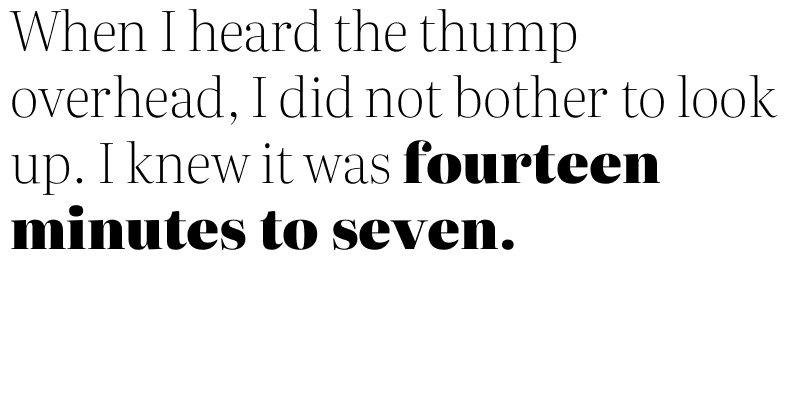 When I heard the thump
overhead, I did not bother to look
up. I knew it was fourteen
minutes to seven.